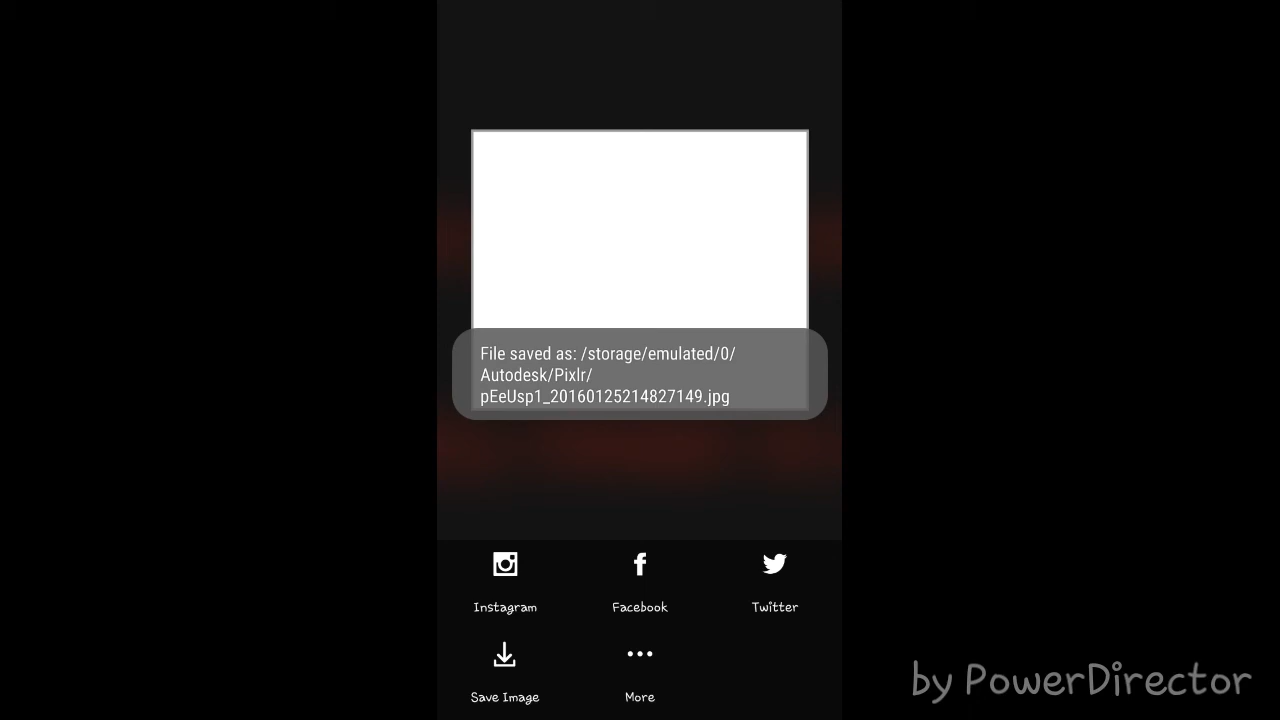 File saved as: /storage/emulated/0/
Autodesk/Pixlr/
pEeUsp1_20160125214827149.jpg
Instagram
Facebook
Twitter
Save Image
More
by PowerDirector